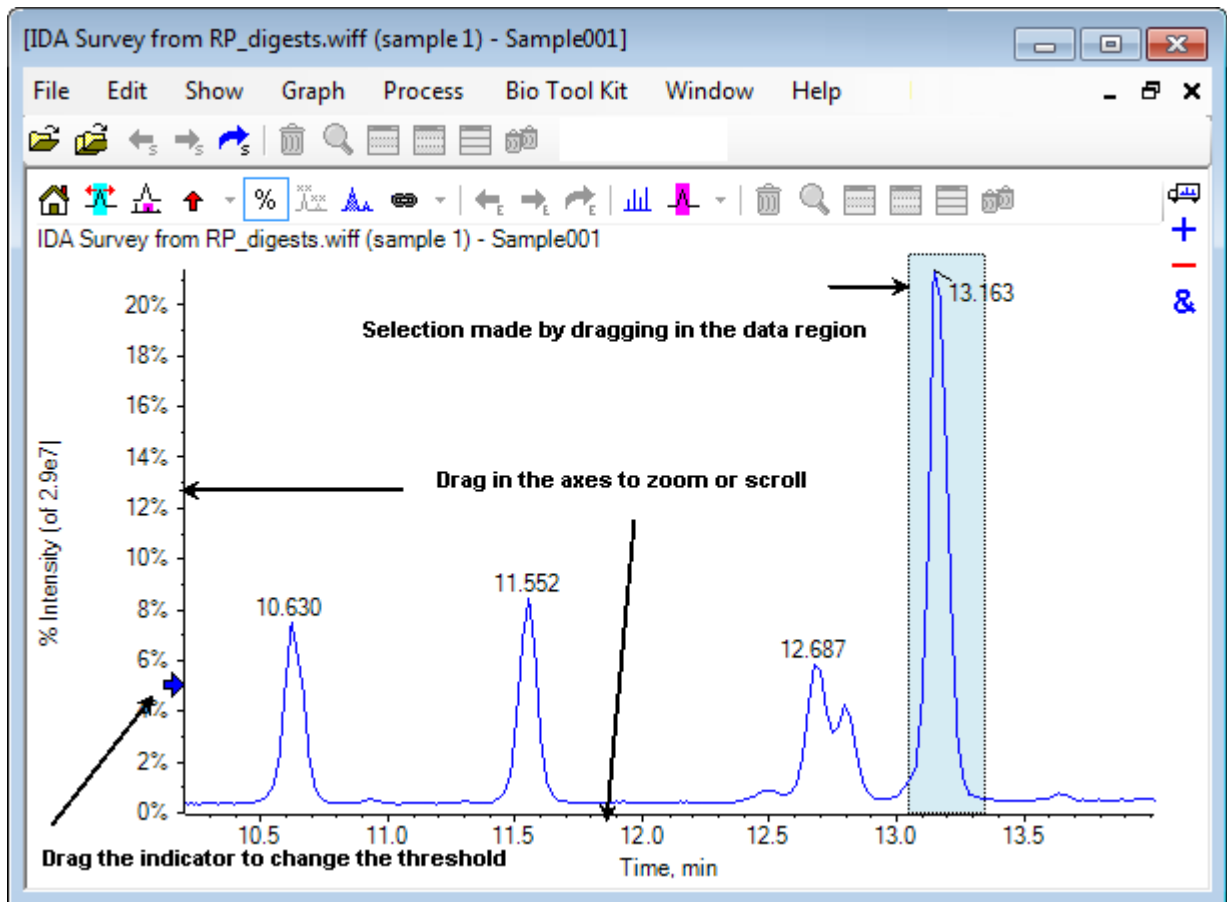 [IDA Survey from RP_digests.wiff (sample 1) - Sample001]
File Edit Show Graph Process Bio Tool Kit Window Help
S S S
% E E E
IDA Survey from RP_digests.wiff (sample 1) - Sample001
&
% Intensity (of 2.9e7)
20%
18%
16%
14%
12%
10%
8%
6%
4%
2%
0%
13.163
Selection made by dragging in the data region
Drag in the axes to zoom or scroll
10.630
11.552
12.687
10.5 11.0 11.5 12.0 12.5 13.0 13.5
Drag the indicator to change the threshold
Time, min